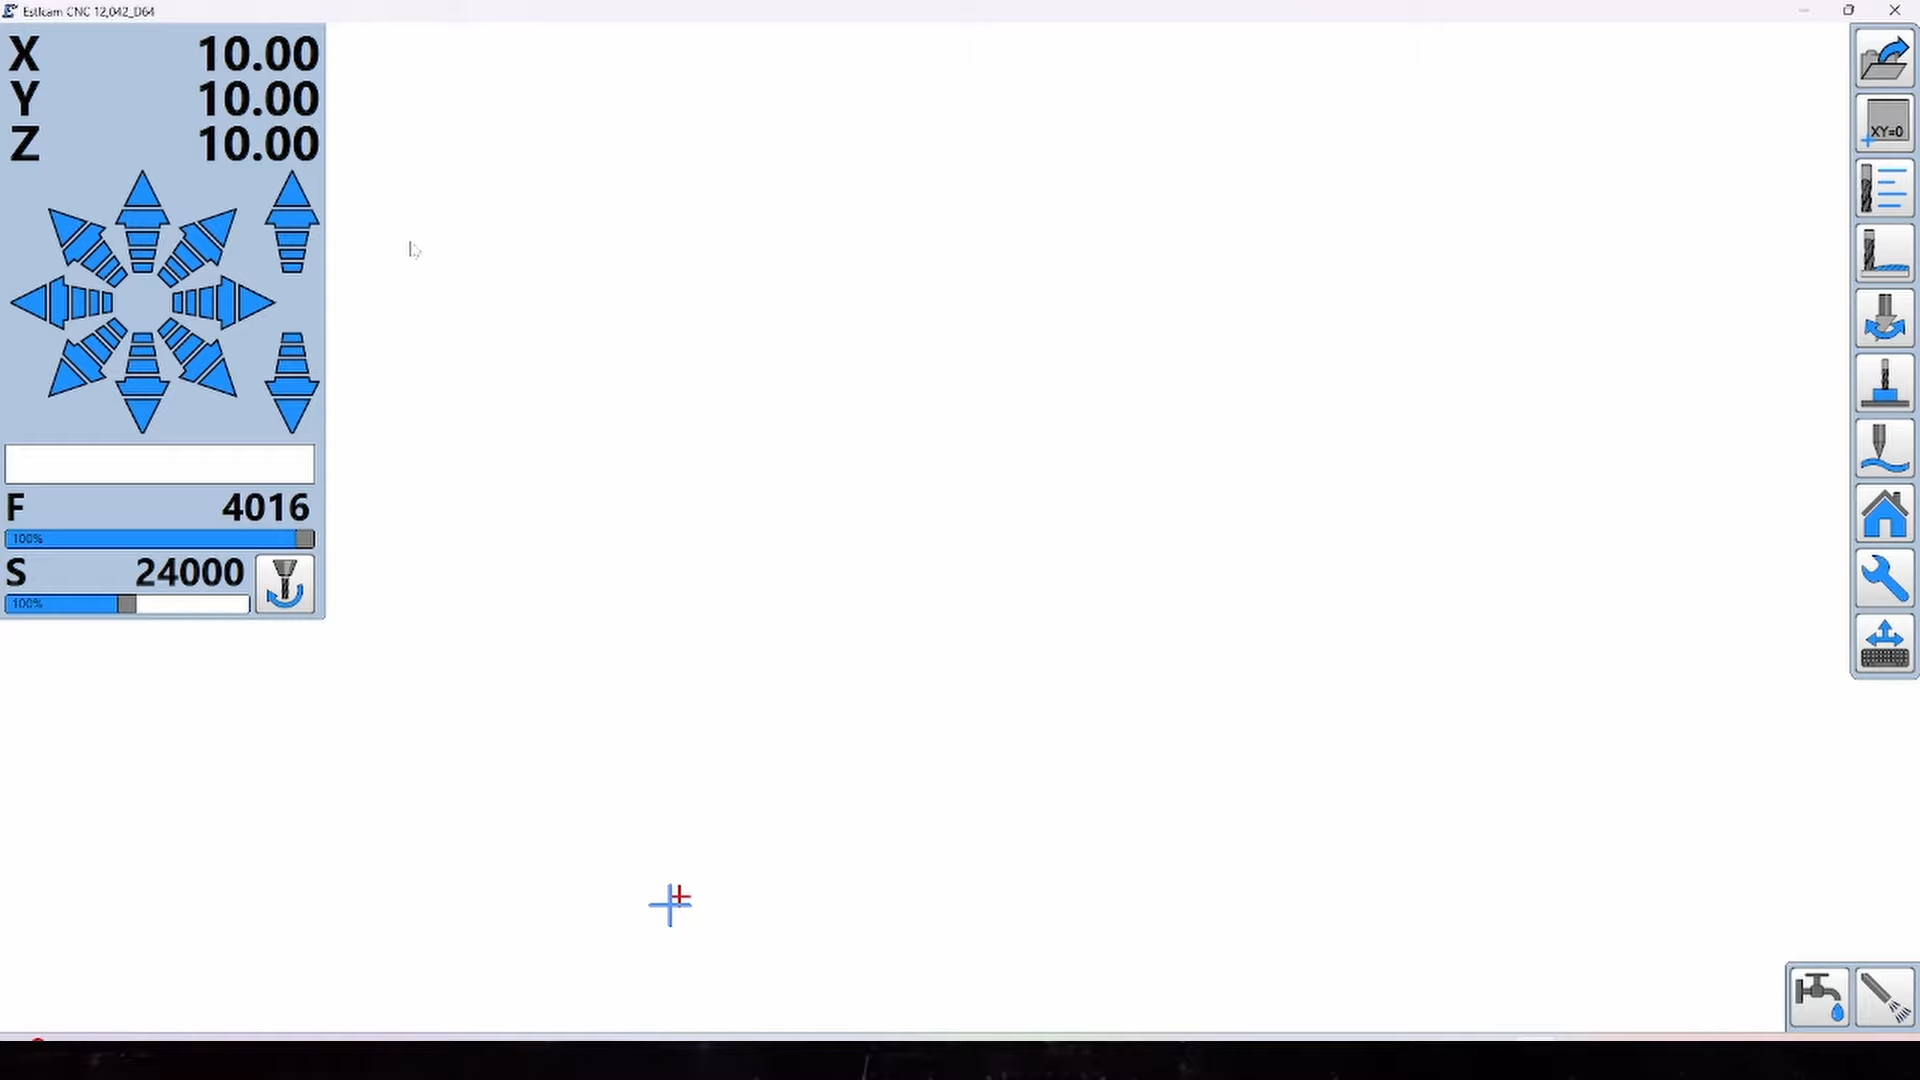 Estlcam CNC 12,042_D64
X 10.00
Y 10.00
Z 10.00
F 4016
100%
S 24000
100%
XY=0